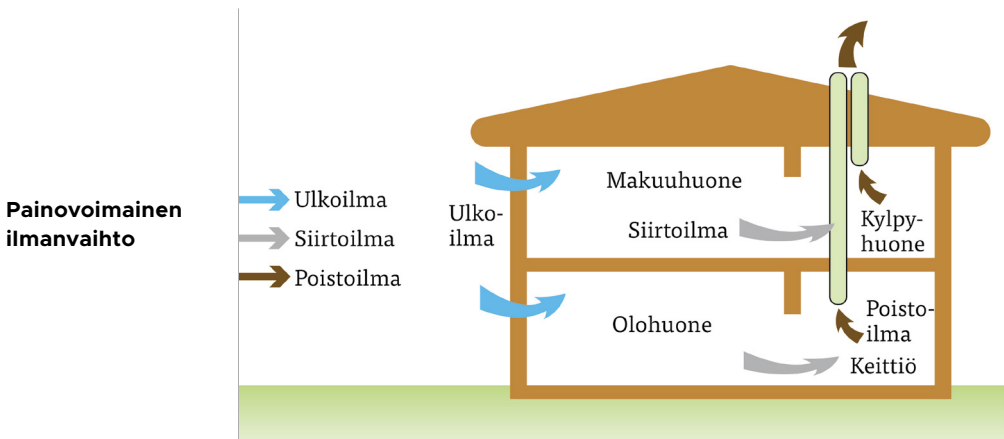 Painovoimainen
ilmanvaihto
Ulkoilma
Siirtoilma
Poistoilma
Ulko-
ilma
Makuuhuone
Siirtoilma
Kylpy-
huone
Olohuone
Poisto-
ilma
Keittiö